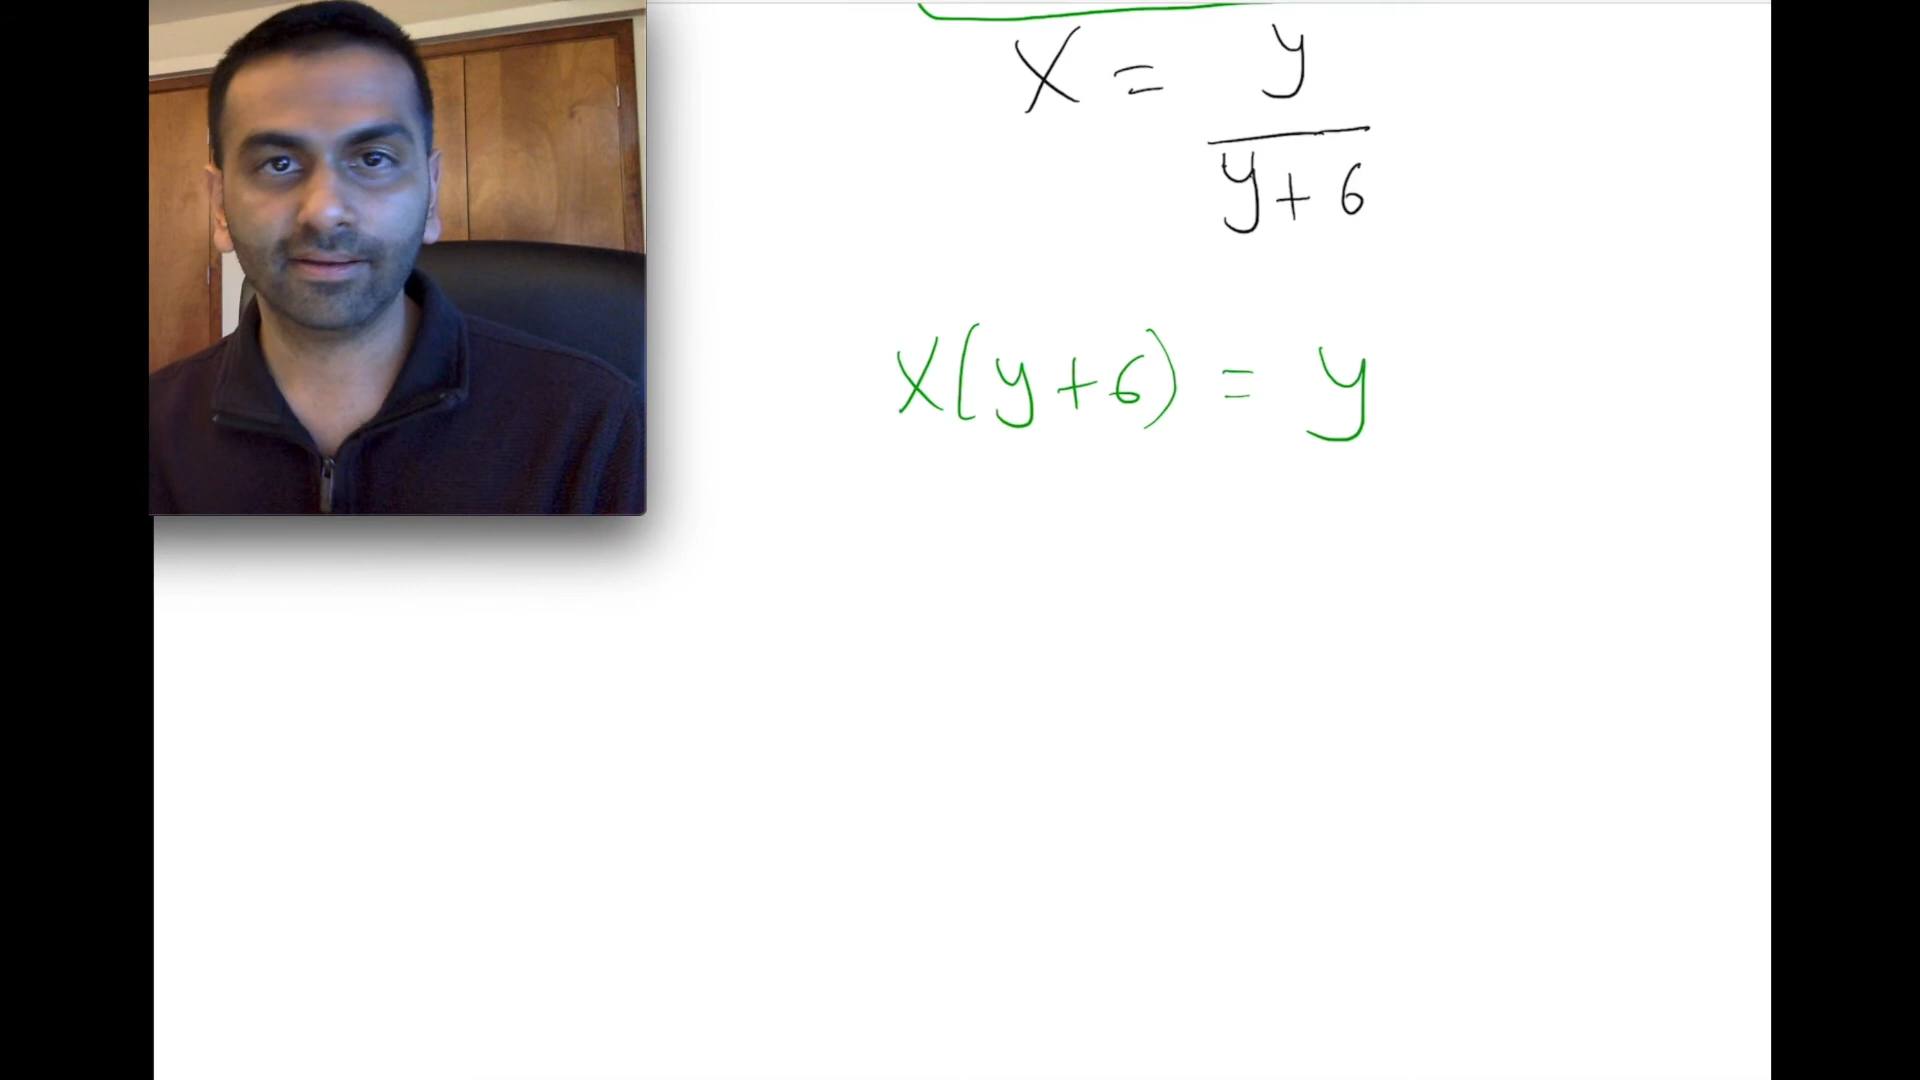 x = y
y + 6
x(y + 6) = y